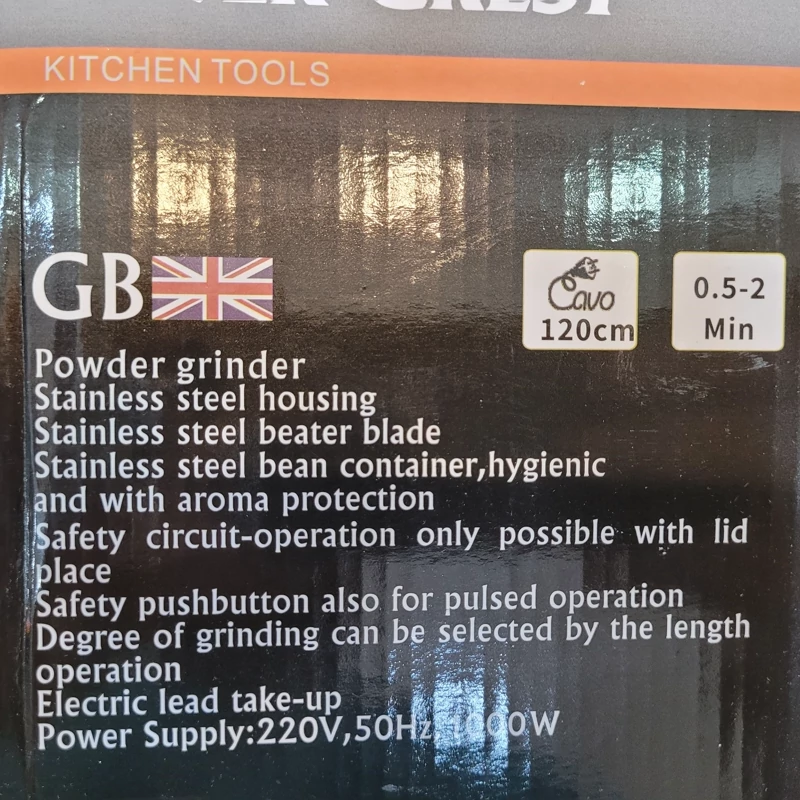 CREST
KITCHEN TOOLS
GB
Cavo
120cm
0.5-2
Min
Powder grinder
Stainless steel housing
Stainless steel beater blade
Stainless steel bean container,hygienic
and with aroma protection
Safety circuit-operation only possible with lid
place
Safety pushbutton also for pulsed operation
Degree of grinding can be selected by the length
operation
Electric lead take-up
Power Supply:220V,50Hz,1000W